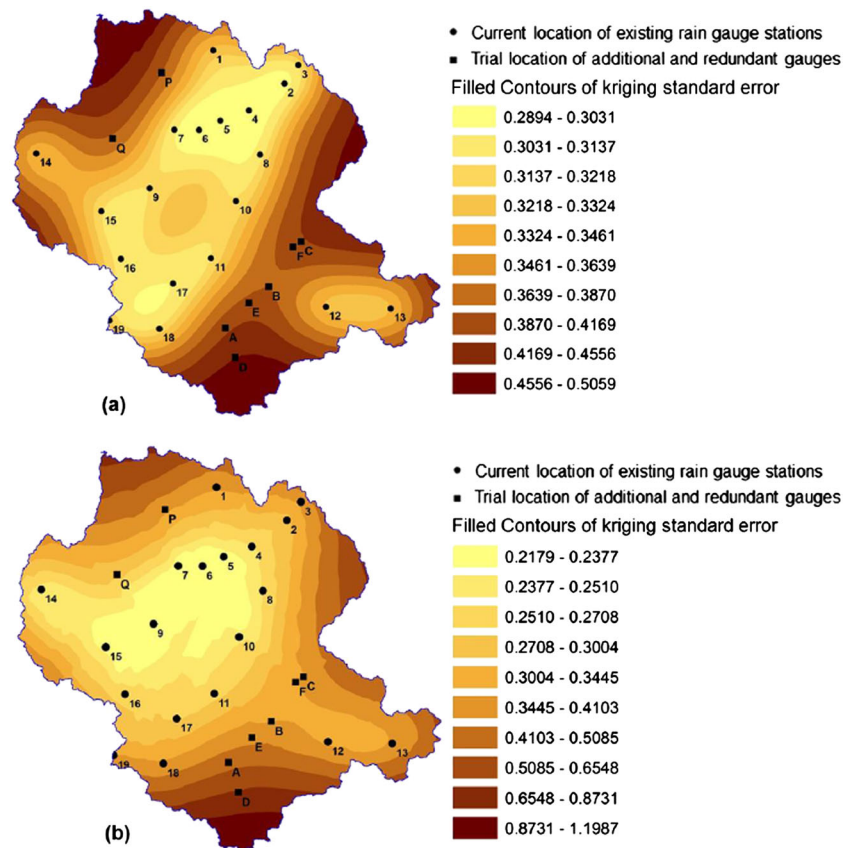 1
3
P
2
4
5
7
6
Q
14
8
9
10
15
C
F
16
11
17
B
E
12
13
19
18
A
D
(a)
Current location of existing rain gauge stations
Trial location of additional and redundant gauges
Filled Contours of kriging standard error
0.2894 - 0.3031
0.3031 - 0.3137
0.3137 - 0.3218
0.3218 - 0.3324
0.3324 - 0.3461
0.3461 - 0.3639
0.3639 - 0.3870
0.3870 - 0.4169
0.4169 - 0.4556
0.4556 - 0.5059
1
3
P
2
4
5
7
6
Q
14
8
9
10
15
C
F
16
11
17
B
E
12
13
19
18
A
D
(b)
Current location of existing rain gauge stations
Trial location of additional and redundant gauges
Filled Contours of kriging standard error
0.2179 - 0.2377
0.2377 - 0.2510
0.2510 - 0.2708
0.2708 - 0.3004
0.3004 - 0.3445
0.3445 - 0.4103
0.4103 - 0.5085
0.5085 - 0.6548
0.6548 - 0.8731
0.8731 - 1.1987